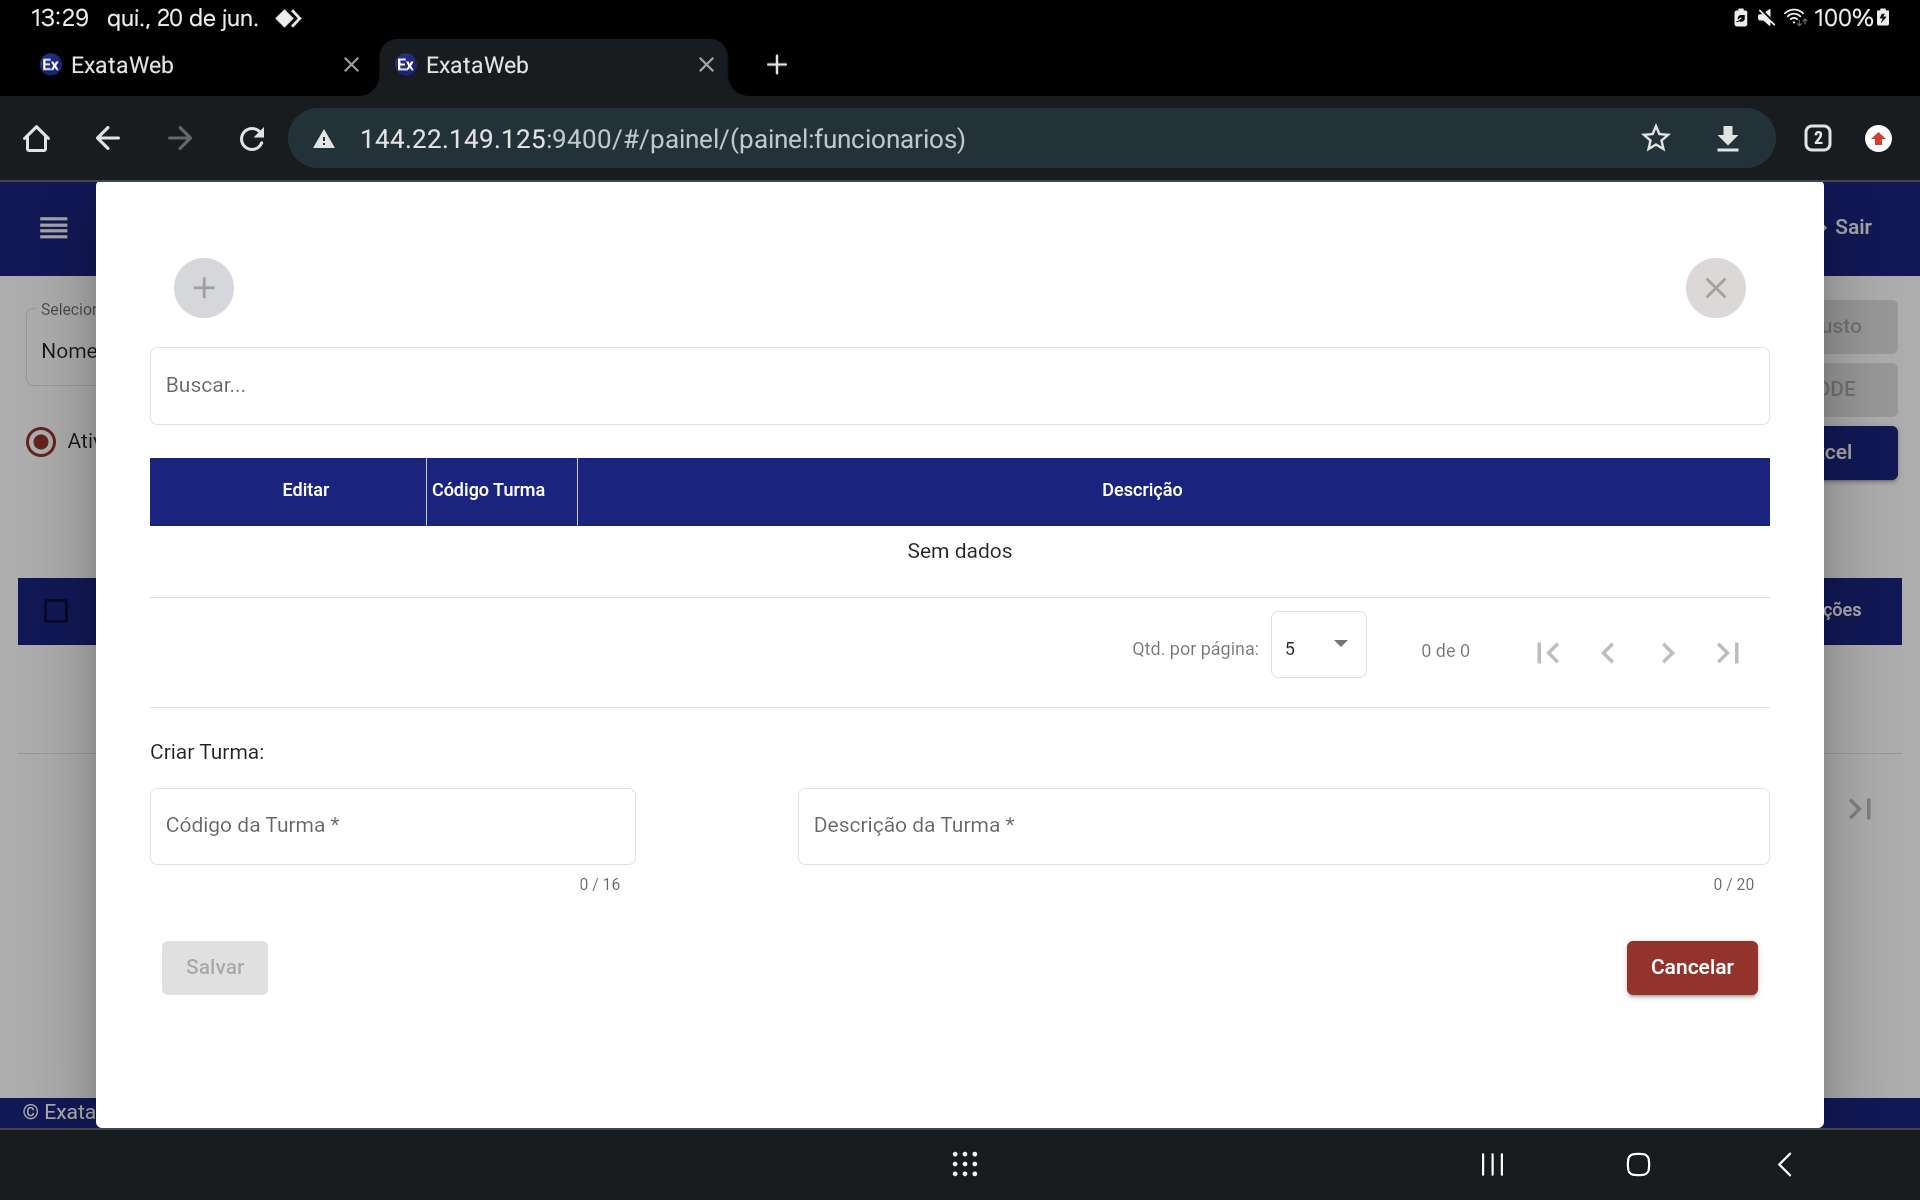 13:29 qui., 20 de jun. 100%
Ex ExataWeb
Ex ExataWeb
144.22.149.125:9400/#/painel/(painel:funcionarios)
2
Sair
Selecior
Nome
Buscar...
usto
ODE
Ativ
cel
Editar Código Turma Descrição
Sem dados
ções
Qtd. por página: 5 0 de 0
Criar Turma:
Código da Turma * Descrição da Turma *
0 / 16 0 / 20
Salvar Cancelar
© Exata